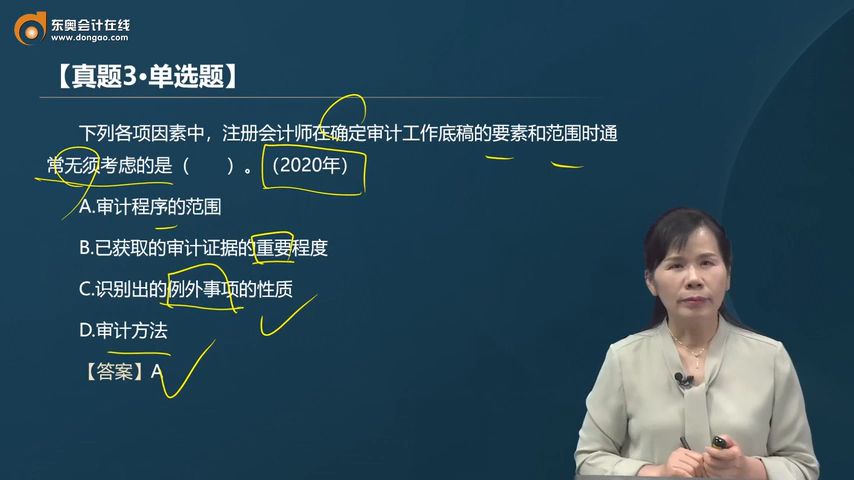 东奥会计在线
www.dongao.com
【真题3·单选题】
下列各项因素中，注册会计师在确定审计工作底稿的要素和范围时通
常无须考虑的是（　　）。（2020年）
A.审计程序的范围
B.已获取的审计证据的重要程度
C.识别出的例外事项的性质
D.审计方法
【答案】A